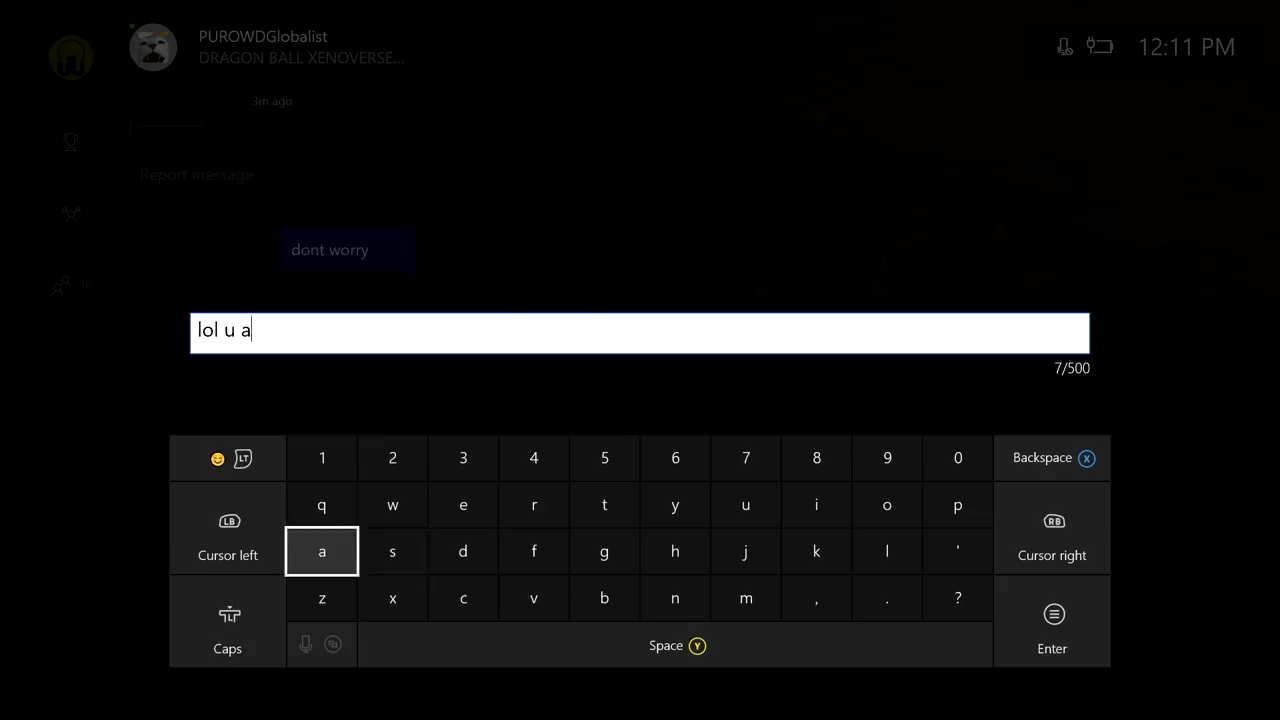 PUROWDGlobalist
DRAGON BALL XENOVERSE...
12:11 PM
3m ago
Report message
36
dont worry
lol u a
7/500
LT 1 2 3 4 5 6 7 8 9 0 Backspace X
q w e r t y u i o p
LB RB
Cursor left a s d f g h j k l ' Cursor right
z x c v b n m , . ?
Caps Space Y Enter